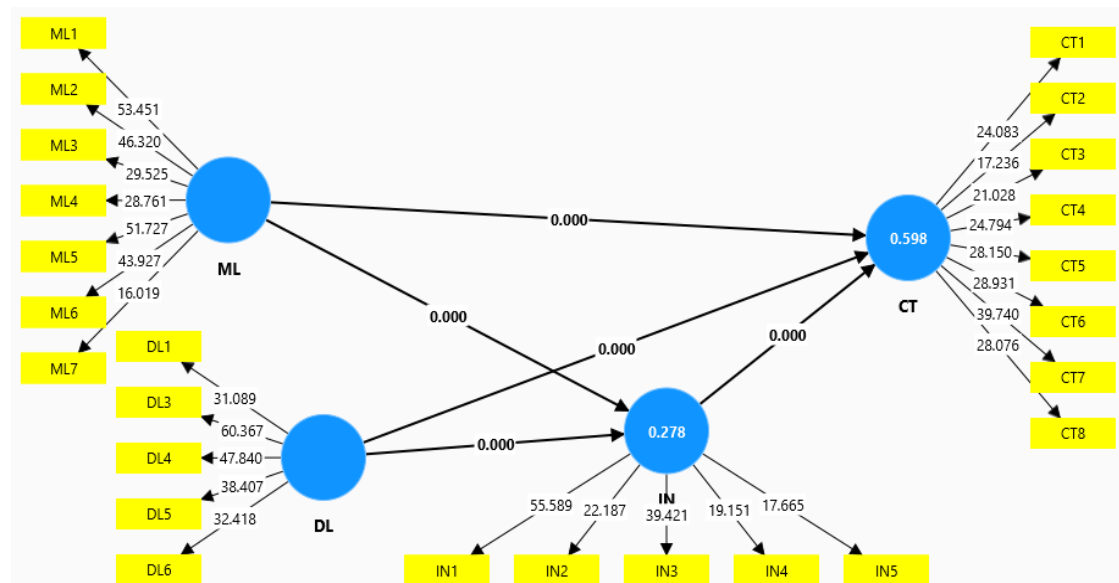 ML1
ML2
ML3
ML4
ML5
ML6
ML7
53.451
46.320
29.525
28.761
51.727
43.927
16.019
ML
DL1
DL3
DL4
DL5
DL6
31.089
60.367
47.840
38.407
32.418
DL
0.000
0.000
0.000
0.000
0.000
0.598
CT
0.278
IN
55.589
22.187
39.421
19.151
17.665
IN1
IN2
IN3
IN4
IN5
24.083
17.236
21.028
24.794
28.150
28.931
39.740
28.076
CT1
CT2
CT3
CT4
CT5
CT6
CT7
CT8